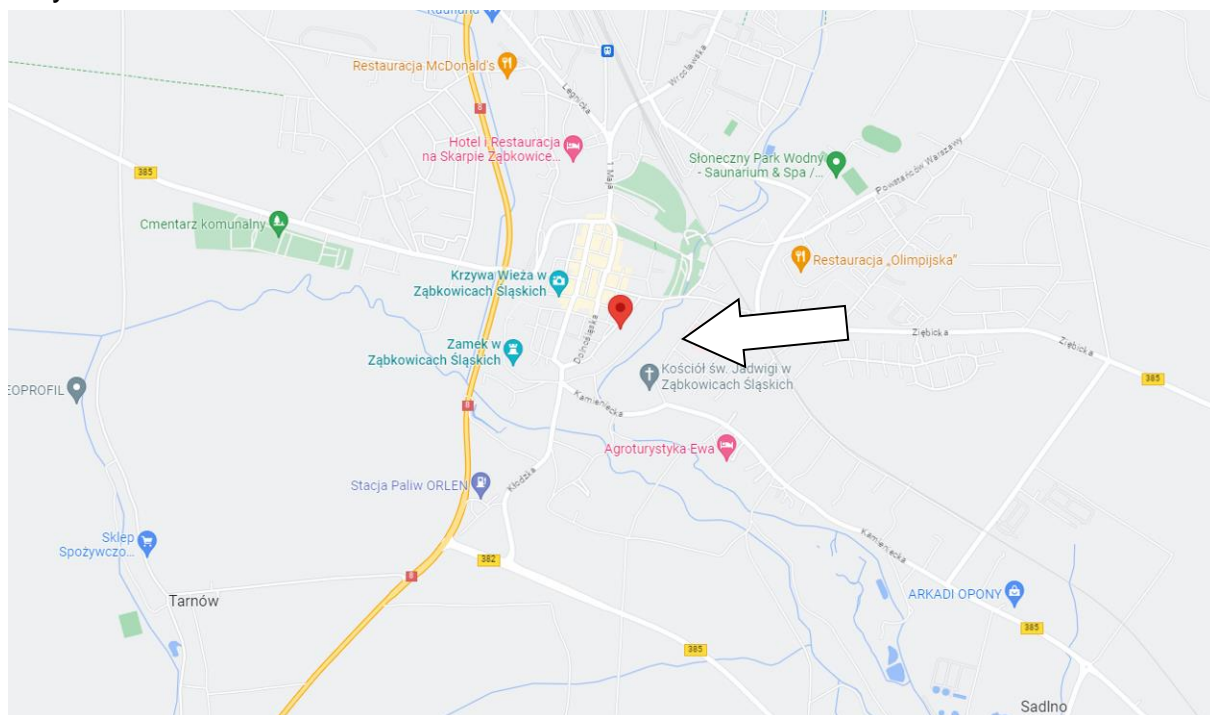 Kaufland
Restauracja McDonald's
8
Legnicka
Wrocławska
Hotel i Restauracja
na Skarpie Ząbkowice...
1 Maja
Słoneczny Park Wodny
- Saunarium & Spa /...
Powstańców Warszawy
385
Cmentarz komunalny
Restauracja „Olimpijska”
Krzywa Wieża w
Ząbkowicach Śląskich
Dolnośląska
Ziębicka
Ziębicka
Zamek w
Ząbkowicach Śląskich
Kościół św. Jadwigi w
Ząbkowicach Śląskich
385
EOPROFIL
8
Kamieniecka
Agroturystyka Ewa
Stacja Paliw ORLEN
Kłodzka
Sklep
Spożywczo...
Kamieniecka
382
8
Tarnów
ARKADI OPONY
385
385
Sadlno